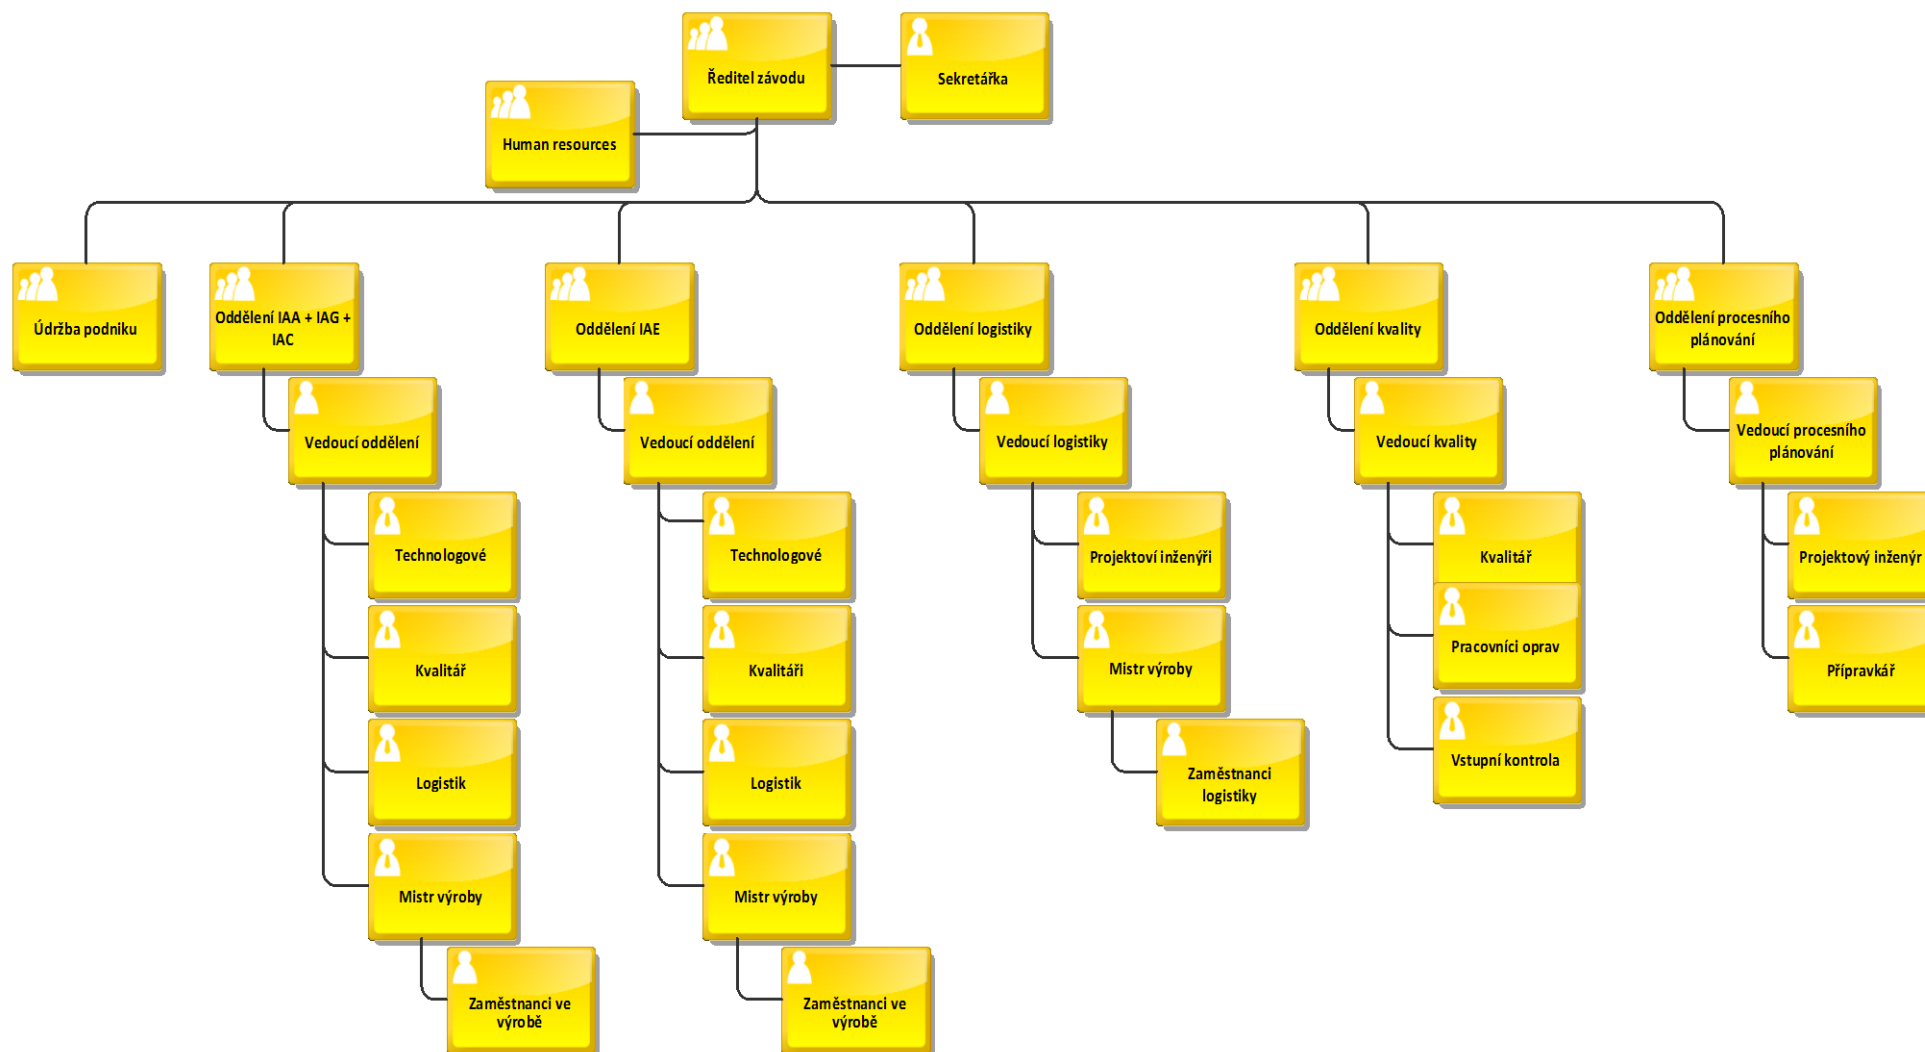 Ředitel závodu
Sekretářka
Human resources
Údržba podniku
Oddělení IAA + IAG +
IAC
Oddělení IAE
Oddělení logistiky
Oddělení kvality
Oddělení procesního
plánování
Vedoucí oddělení
Vedoucí oddělení
Vedoucí logistiky
Vedoucí kvality
Vedoucí procesního
plánování
Technologové
Technologové
Projektoví inženýři
Kvalitář
Projektový inženýr
Kvalitář
Kvalitáři
Mistr výroby
Pracovníci oprav
Přípravkář
Logistik
Logistik
Zaměstnanci
logistiky
Vstupní kontrola
Mistr výroby
Mistr výroby
Zaměstnanci ve
výrobě
Zaměstnanci ve
výrobě